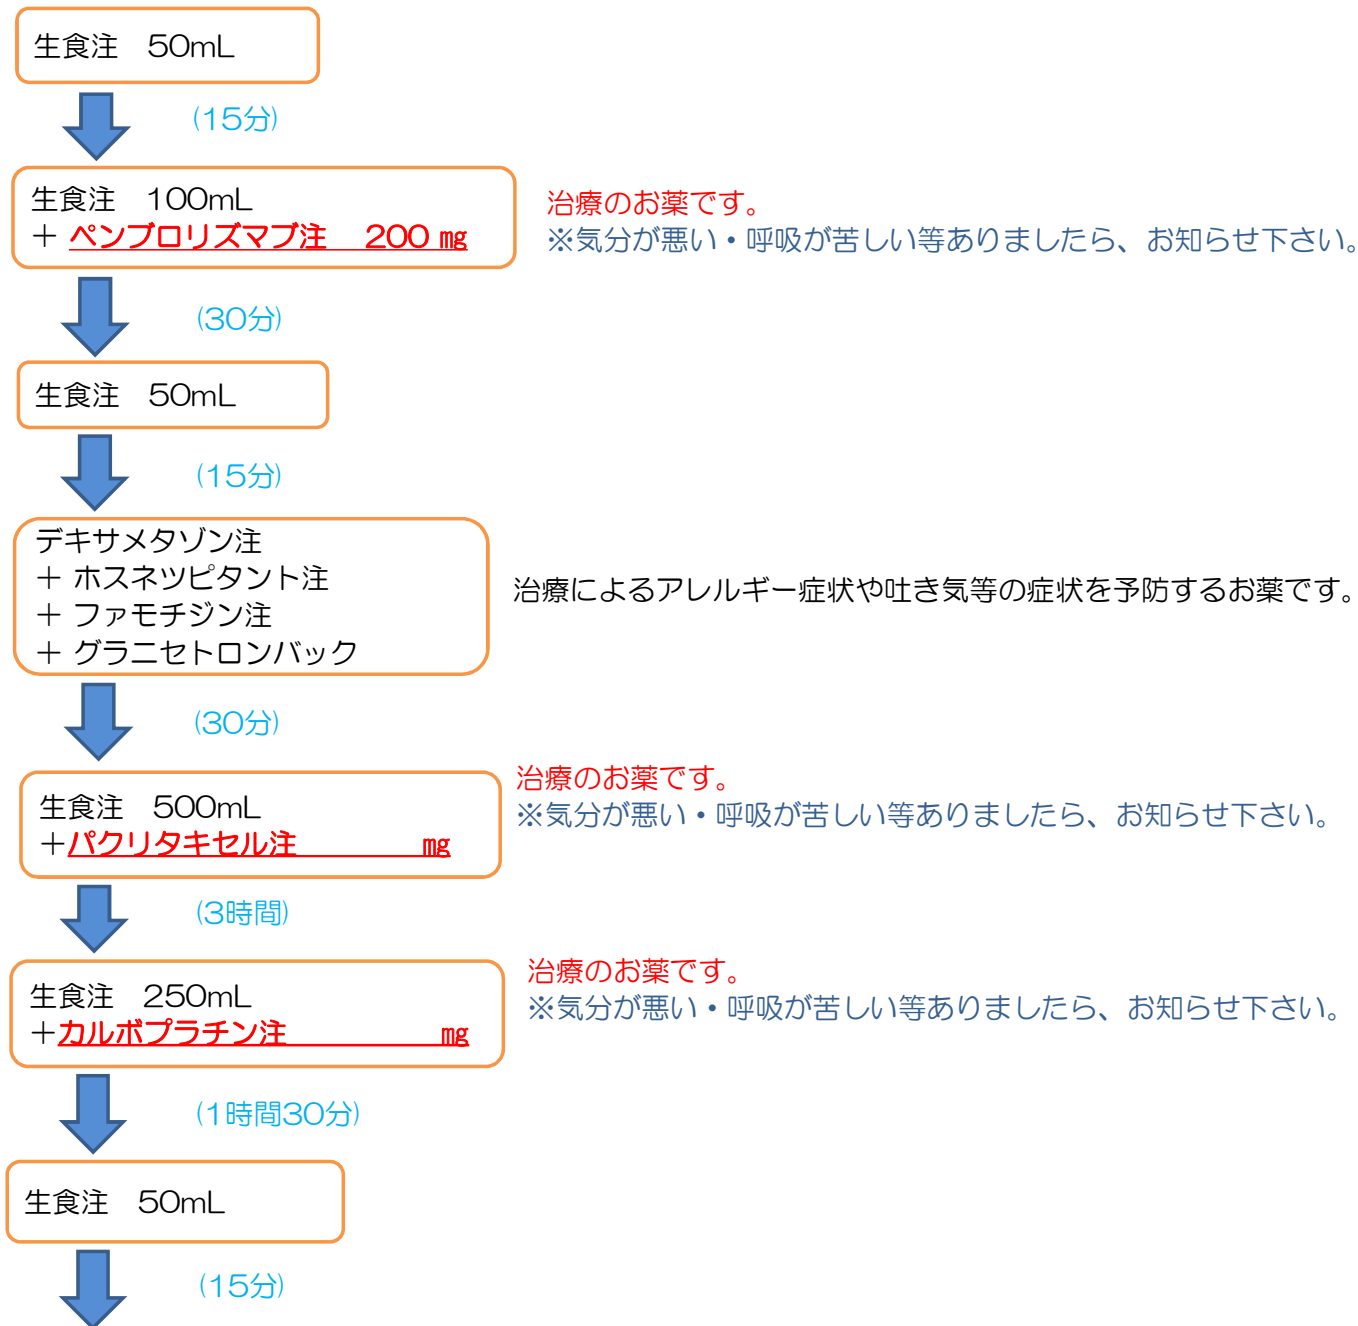 生食注　50mL
(15分)
生食注　100mL
＋ ペンブロリズマブ注　200 mg
治療のお薬です。
※気分が悪い・呼吸が苦しい等ありましたら、お知らせ下さい。
(30分)
生食注　50mL
(15分)
デキサメタゾン注
＋ ホスネツピタント注
＋ ファモチジン注
＋ グラニセトロンバック
治療によるアレルギー症状や吐き気等の症状を予防するお薬です。
(30分)
生食注　500mL
＋パクリタキセル注　　　　mg
治療のお薬です。
※気分が悪い・呼吸が苦しい等ありましたら、お知らせ下さい。
(3時間)
生食注　250mL
＋カルボプラチン注　　　　　mg
治療のお薬です。
※気分が悪い・呼吸が苦しい等ありましたら、お知らせ下さい。
(1時間30分)
生食注　50mL
(15分)